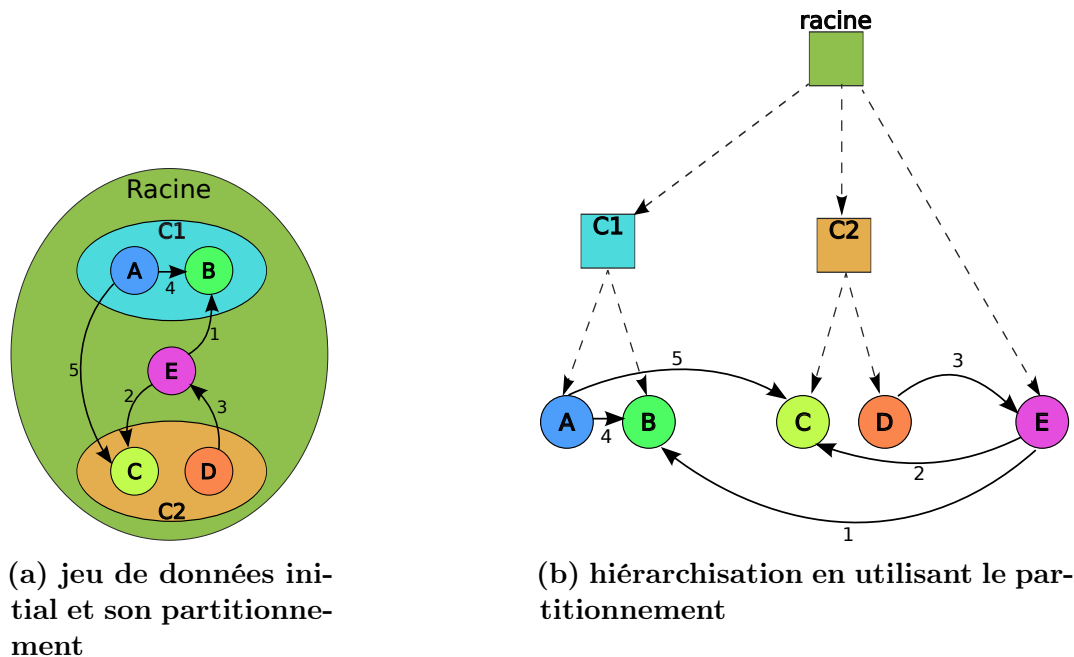 Racine
C1
A
B
4
1
5
E
2
3
C
D
C2
(a) jeu de données ini-
tial et son partitionne-
ment
racine
C1
C2
5
3
A
B
C
D
E
4
2
1
(b) hiérarchisation en utilisant le par-
titionnement